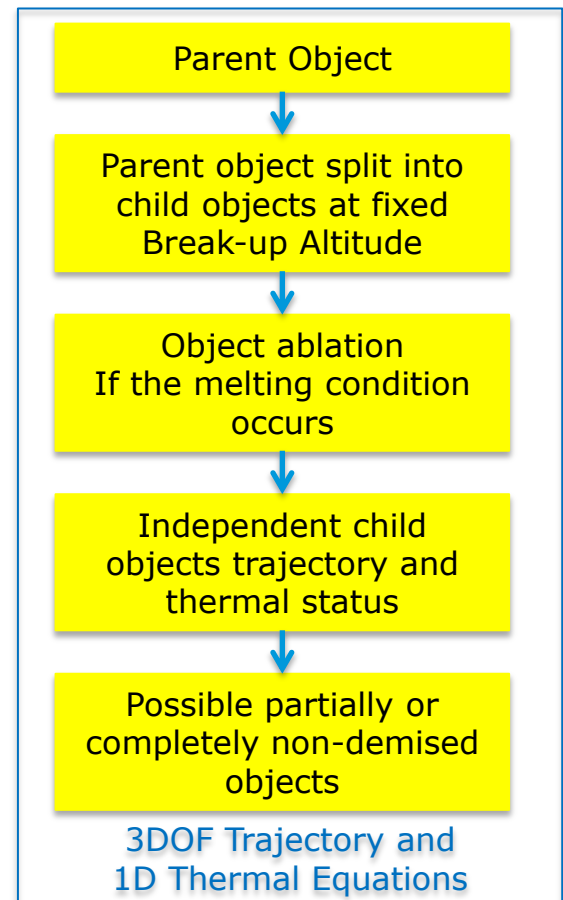 Parent Object
Parent object split into
child objects at fixed
Break-up Altitude
Object ablation
If the melting condition
occurs
Independent child
objects trajectory and
thermal status
Possible partially or
completely non-demised
objects
3DOF Trajectory and
1D Thermal Equations